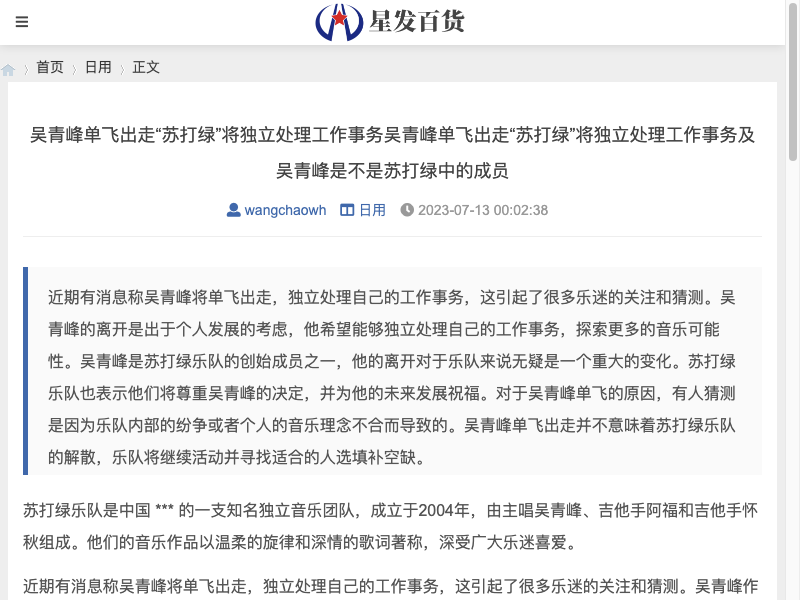 星发百货
首页
日用
正文
吴青峰单飞出走“苏打绿”将独立处理工作事务吴青峰单飞出走“苏打绿”将独立处理工作事务及
吴青峰是不是苏打绿中的成员
wangchaowh 日用 2023-07-13 00:02:38
近期有消息称吴青峰将单飞出走，独立处理自己的工作事务，这引起了很多乐迷的关注和猜测。吴
青峰的离开是出于个人发展的考虑，他希望能够独立处理自己的工作事务，探索更多的音乐可能
性。吴青峰是苏打绿乐队的创始成员之一，他的离开对于乐队来说无疑是一个重大的变化。苏打绿
乐队也表示他们将尊重吴青峰的决定，并为他的未来发展祝福。对于吴青峰单飞的原因，有人猜测
是因为乐队内部的纷争或者个人的音乐理念不合而导致的。吴青峰单飞出走并不意味着苏打绿乐队
的解散，乐队将继续活动并寻找适合的人选填补空缺。
苏打绿乐队是中国 *** 的一支知名独立音乐团队，成立于2004年，由主唱吴青峰、吉他手阿福和吉他手怀
秋组成。他们的音乐作品以温柔的旋律和深情的歌词著称，深受广大乐迷喜爱。
近期有消息称吴青峰将单飞出走，独立处理自己的工作事务，这引起了很多乐迷的关注和猜测。吴青峰作